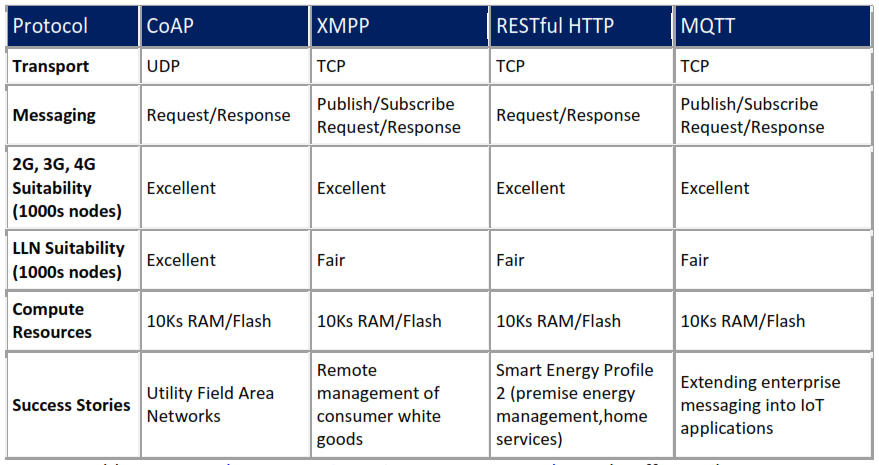 Protocol CoAP XMPP RESTful HTTP MQTT
Transport UDP TCP TCP TCP
Messaging Request/Response Publish/Subscribe Request/Response Request/Response Publish/Subscribe Request/Response
2G, 3G, 4G Suitability (1000s nodes) Excellent Excellent Excellent Excellent
LLN Suitability (1000s nodes) Excellent Fair Fair Fair
Compute Resources 10Ks RAM/Flash 10Ks RAM/Flash 10Ks RAM/Flash 10Ks RAM/Flash
Success Stories Utility Field Area Networks Remote management of consumer white goods Smart Energy Profile 2 (premise energy management,home services) Extending enterprise messaging into IoT applications